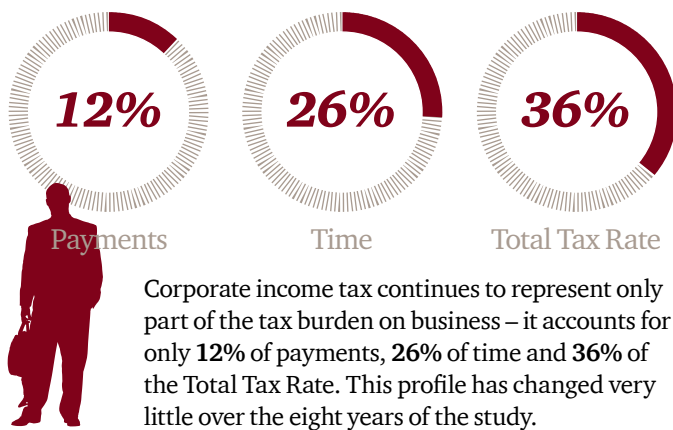 12%
26%
36%
Payments
Time
Total Tax Rate
Corporate income tax continues to represent only
part of the tax burden on business – it accounts for
only 12% of payments, 26% of time and 36% of
the Total Tax Rate. This profile has changed very
little over the eight years of the study.